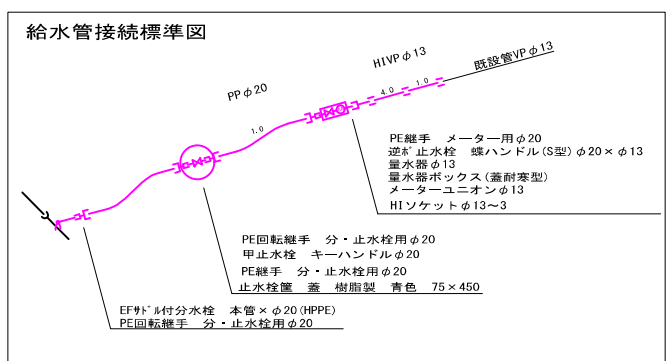 給水管接続標準図
HIVPφ13
既設管VPφ13
PPφ20
1.0
4.0
1.0
PE継手 メーター用φ20
逆ボ止水栓 蝶ハンドル(S型)φ20×φ13
量水器φ13
量水器ボックス(蓋耐寒型)
メーターユニオンφ13
HIソケットφ13～3
PE回転継手 分・止水栓用φ20
甲止水栓 キーハンドルφ20
PE継手 分・止水栓用φ20
止水栓筐 蓋 樹脂製 青色 75×450
EFサドル付分水栓 本管×φ20(HPPE)
PE回転継手 分・止水栓用φ20